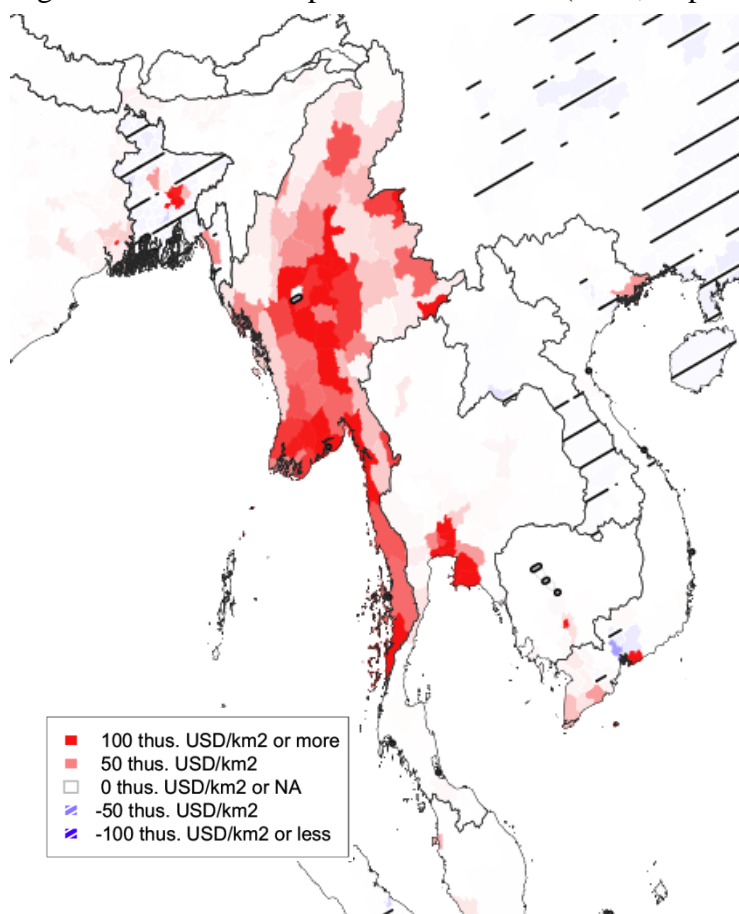 100 thus. USD/km2 or more
50 thus. USD/km2
0 thus. USD/km2 or NA
-50 thus. USD/km2
-100 thus. USD/km2 or less